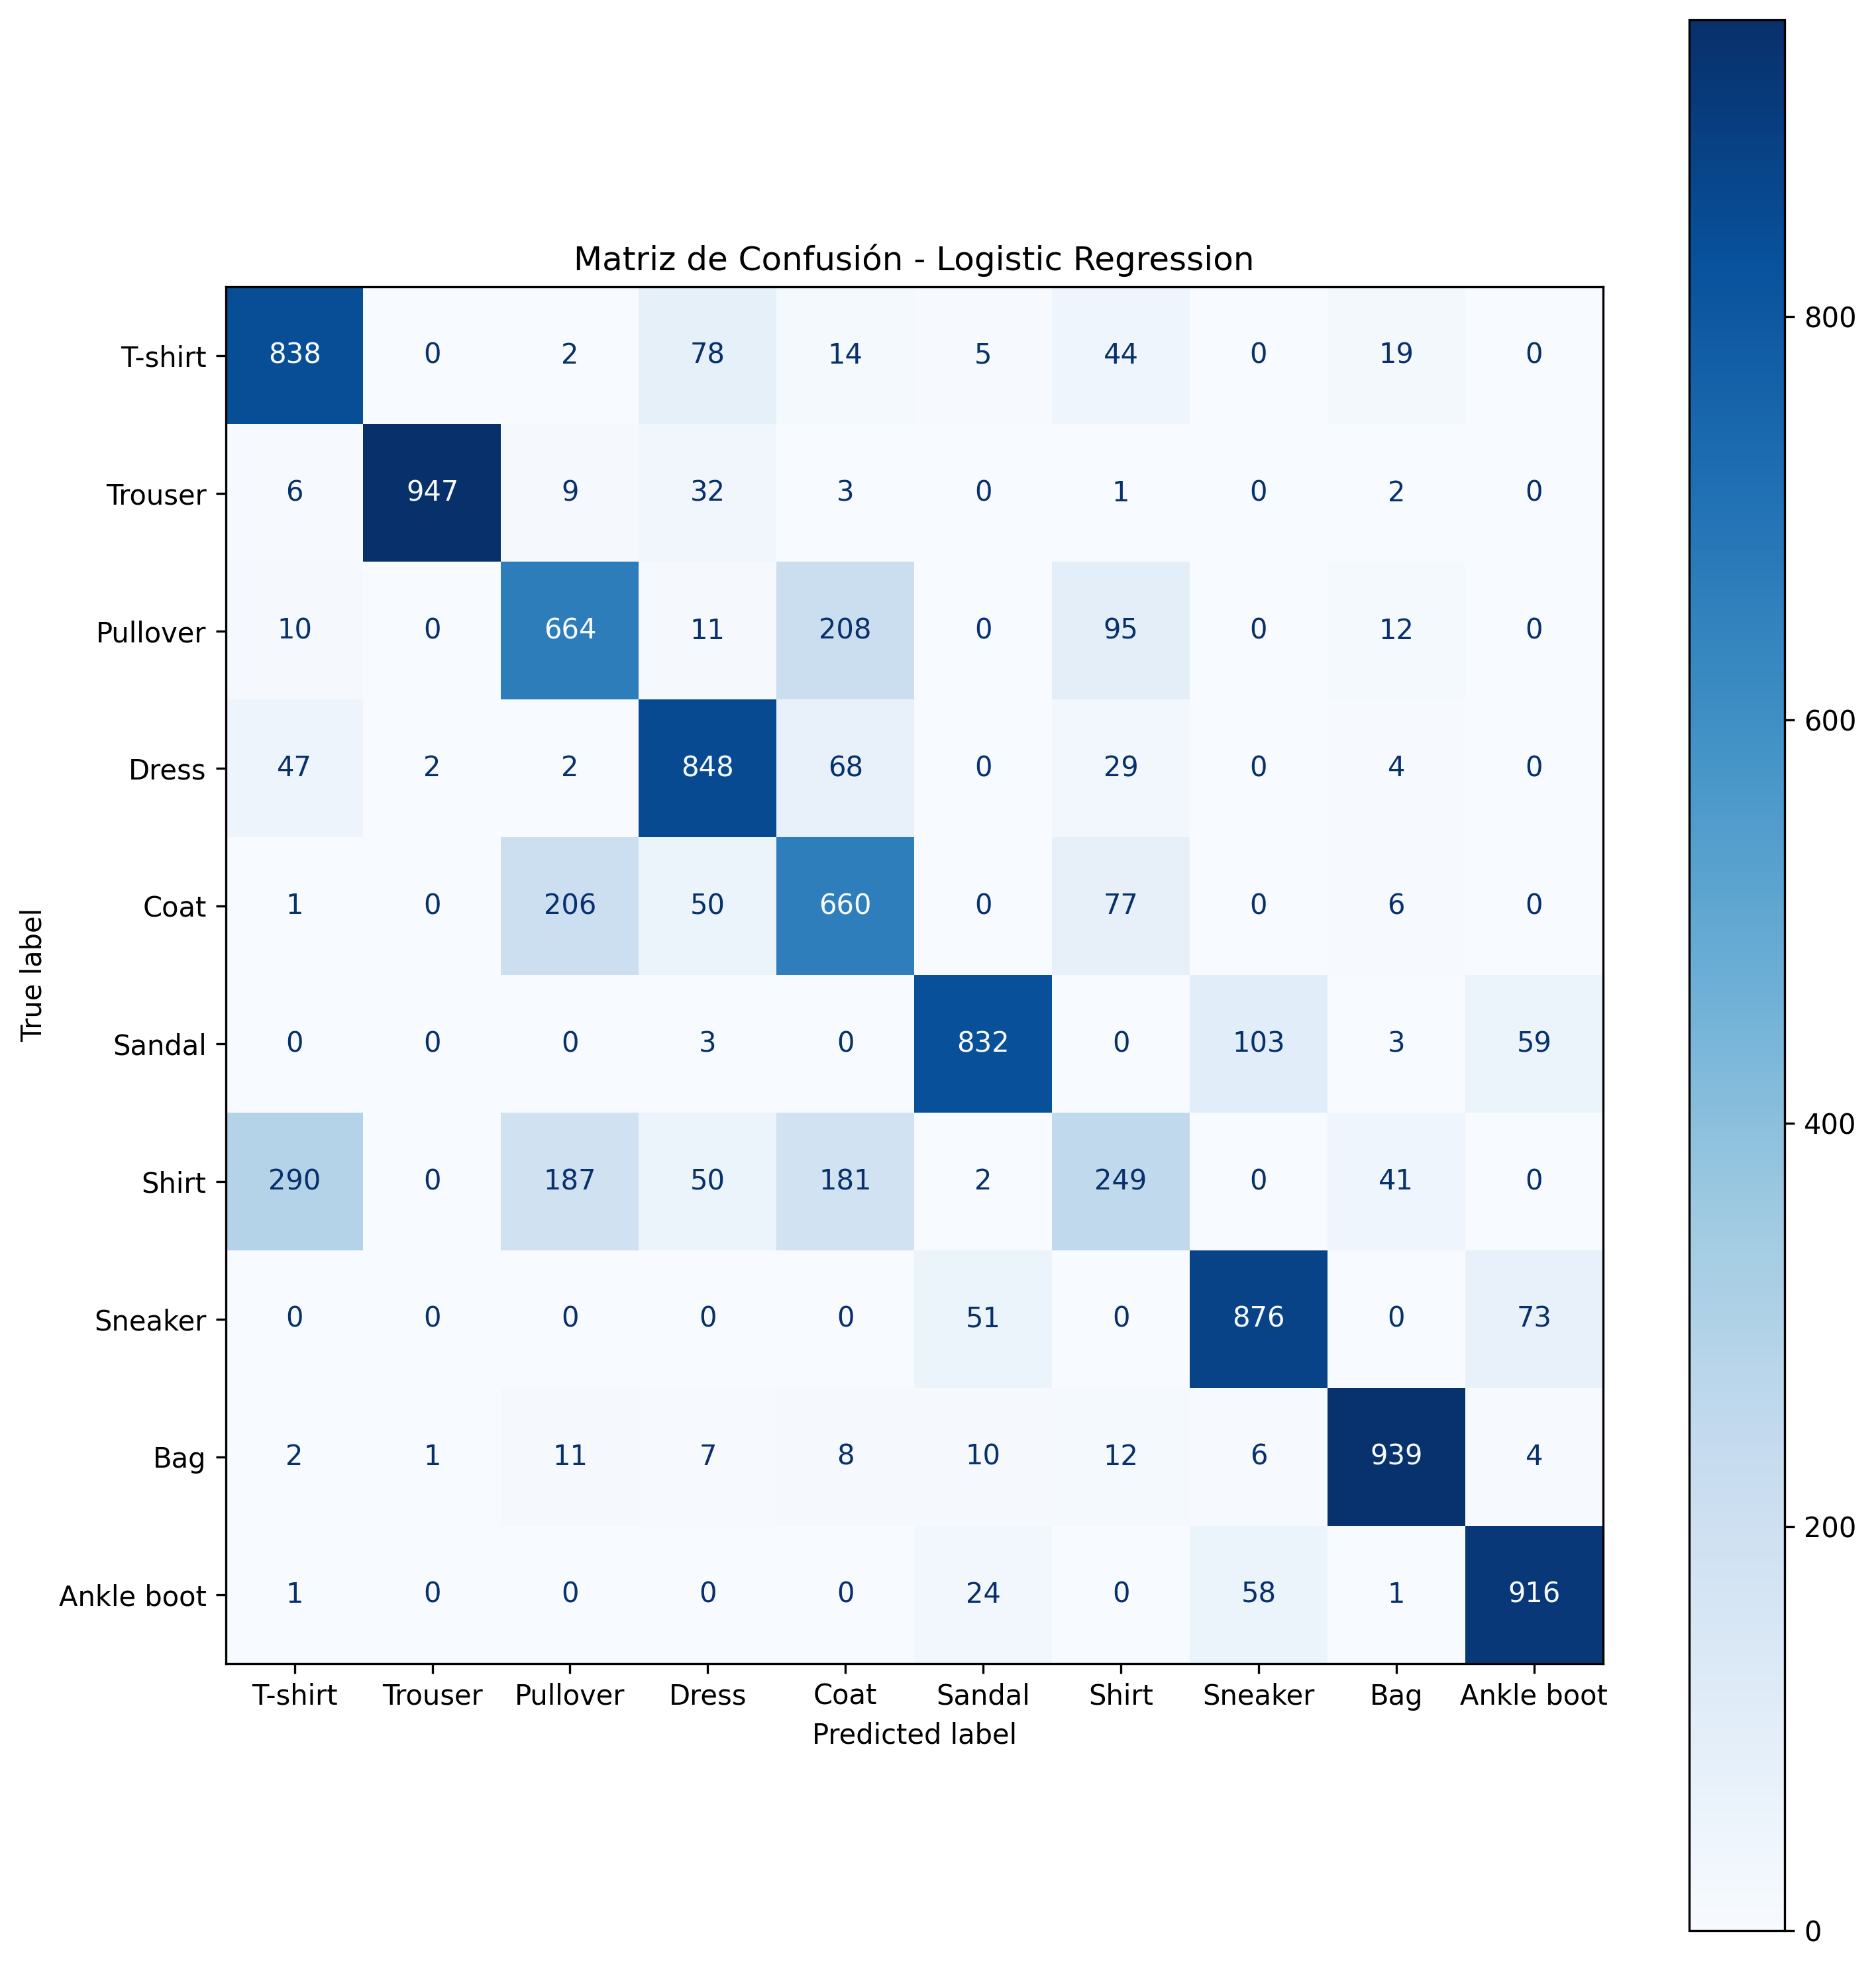 Matriz de Confusión - Logistic Regression
T-shirt 838 0 2 78 14 5 44 0 19 0
Trouser 6 947 9 32 3 0 1 0 2 0
Pullover 10 0 664 11 208 0 95 0 12 0
Dress 47 2 2 848 68 0 29 0 4 0
Coat 1 0 206 50 660 0 77 0 6 0
Sandal 0 0 0 3 0 832 0 103 3 59
Shirt 290 0 187 50 181 2 249 0 41 0
Sneaker 0 0 0 0 0 51 0 876 0 73
Bag 2 1 11 7 8 10 12 6 939 4
Ankle boot 1 0 0 0 0 24 0 58 1 916
T-shirt Trouser Pullover Dress Coat Sandal Shirt Sneaker Bag Ankle boot
Predicted label
True label
800
600
400
200
0